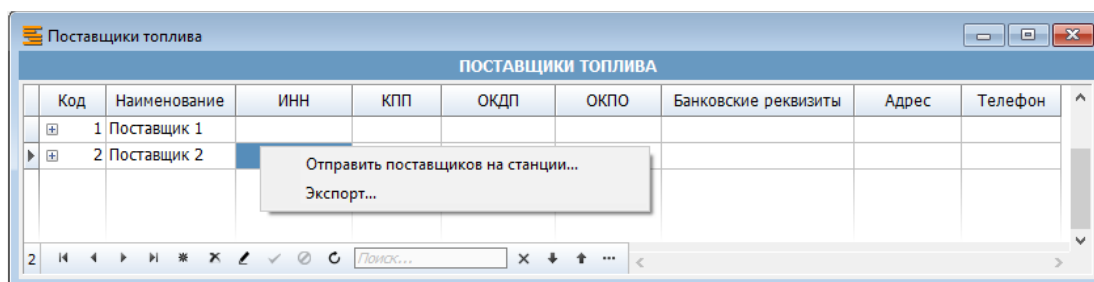 Поставщики топлива
ПОСТАВЩИКИ ТОПЛИВА
Код Наименование ИНН КПП ОКДП ОКПО Банковские реквизиты Адрес Телефон
1 Поставщик 1
2 Поставщик 2
Отправить поставщиков на станции...
Экспорт...
2 Поиск...